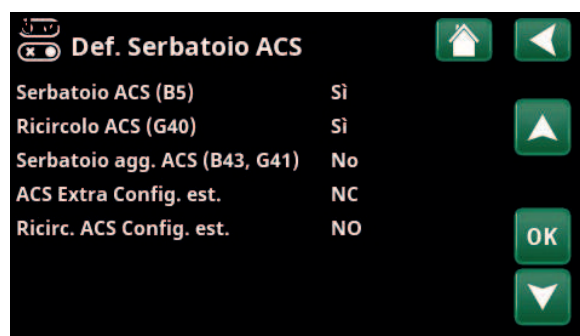 Def. Serbatoio ACS
Serbatoio ACS (B5) Sì
Ricircolo ACS (G40) Sì
Serbatoio agg. ACS (B43, G41) No
ACS Extra Config. est. NC
Ricirc. ACS Config. est. NO
OK